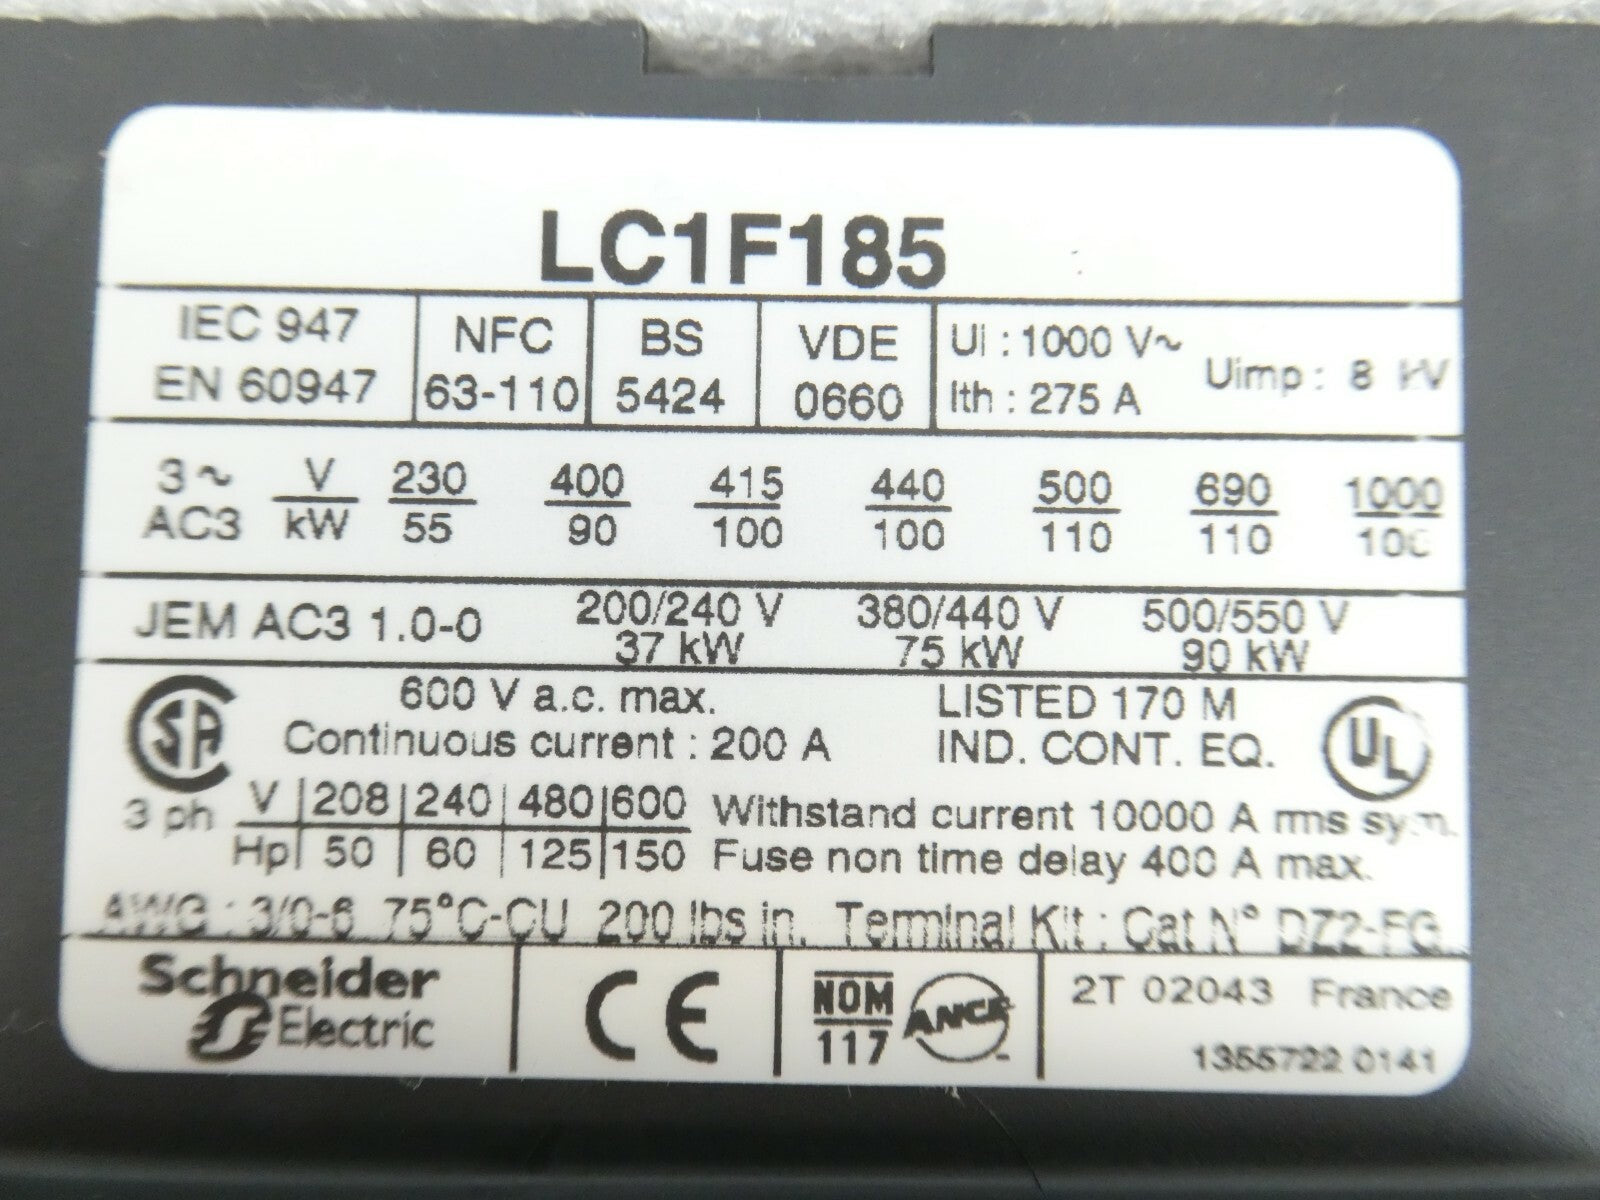 LC1F185
IEC 947
EN 60947
NFC
63-110
BS
5424
VDE
0660
Ui : 1000 V~
Ith : 275 A
Uimp : 8 kV
3~ V 230 400 415 440 500 690 1000
AC3 kW 55 90 100 100 110 110 100
JEM AC3 1.0-0
200/240 V 380/440 V 500/550 V
37 kW 75 kW 90 kW
SA
600 V a.c. max.
Continuous current : 200 A
LISTED 170 M
IND. CONT. EQ.
UL
3 ph
V 208 240 480 600
Hp 50 60 125 150
Withstand current 10000 A rms sym.
Fuse non time delay 400 A max.
AWG : 3/0-6 75°C-CU 200 lbs in. Terminal Kit : Cat N° DZ2-FG
Schneider
Electric
CE
NOM
117
ANCE
2T 02043 France
1355722 0141